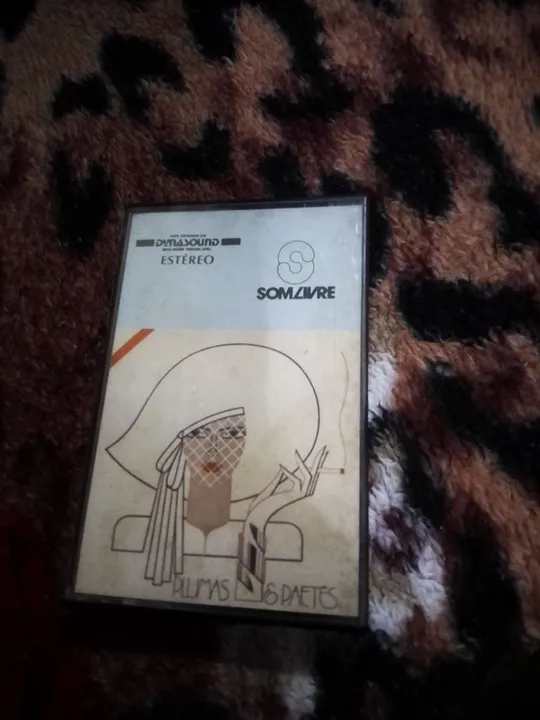 DYNASOUND
ESTÉREO
SOM LIVRE
PLUMAS & PAETÊS